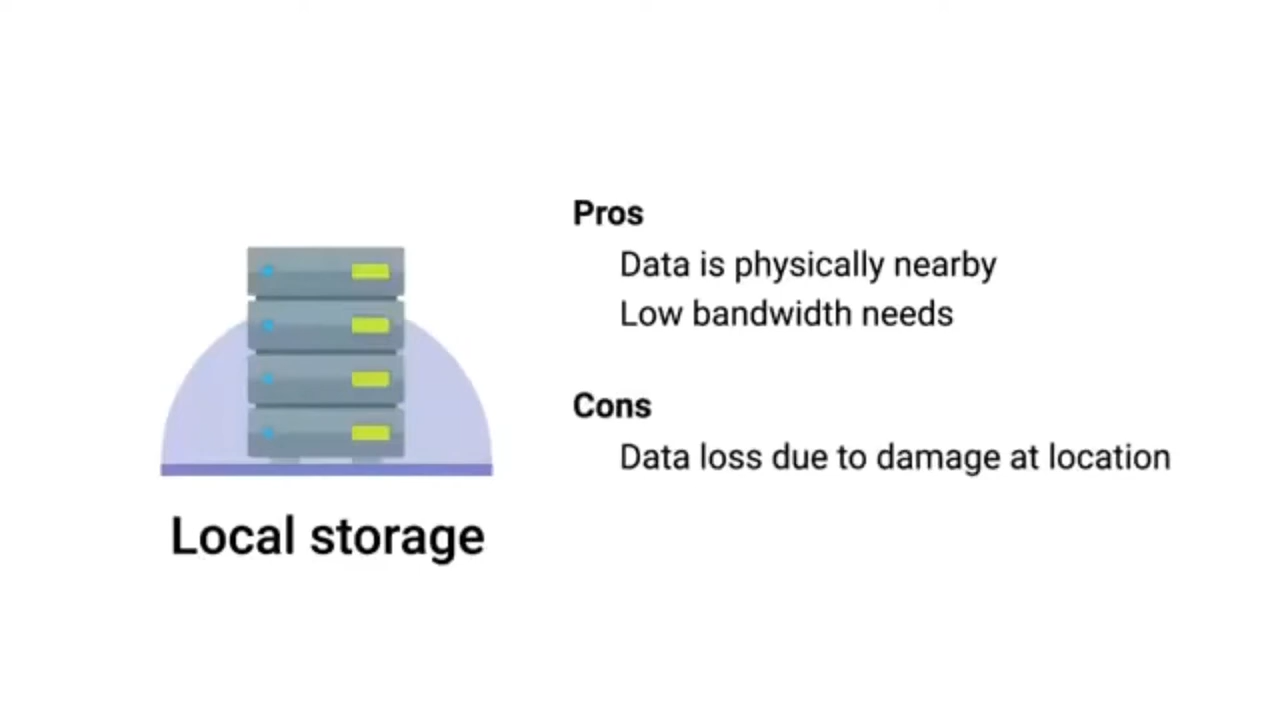 Pros
Data is physically nearby
Low bandwidth needs
Cons
Data loss due to damage at location
Local storage